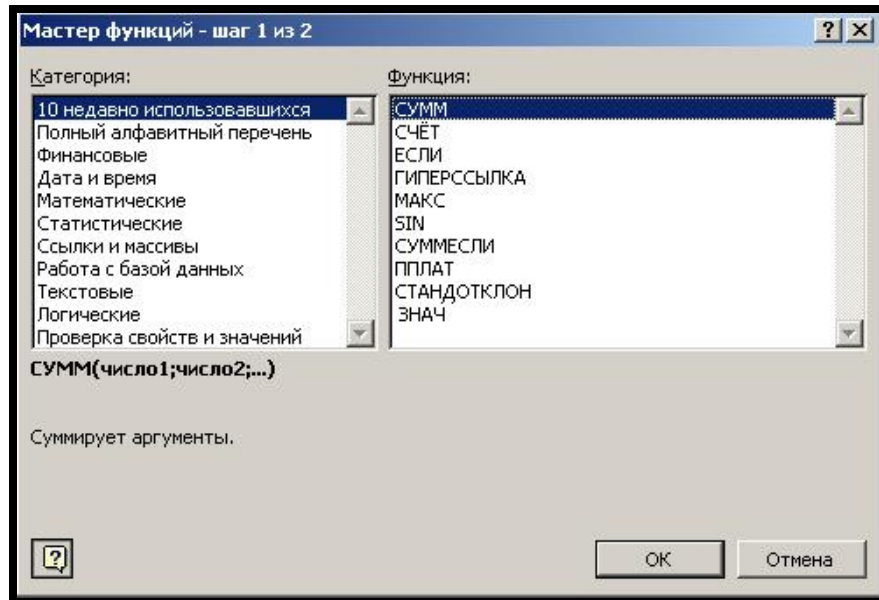 Мастер функций - шаг 1 из 2
Категория:
Функция:
10 недавно использовавшихся
Полный алфавитный перечень
Финансовые
Дата и время
Математические
Статистические
Ссылки и массивы
Работа с базой данных
Текстовые
Логические
Проверка свойств и значений
СУММ
СЧЁТ
ЕСЛИ
ГИПЕРССЫЛКА
МАКС
SIN
СУММЕСЛИ
ППЛАТ
СТАНДОТКЛОН
ЗНАЧ
СУММ(число1;число2;...)
Суммирует аргументы.
ОК
Отмена